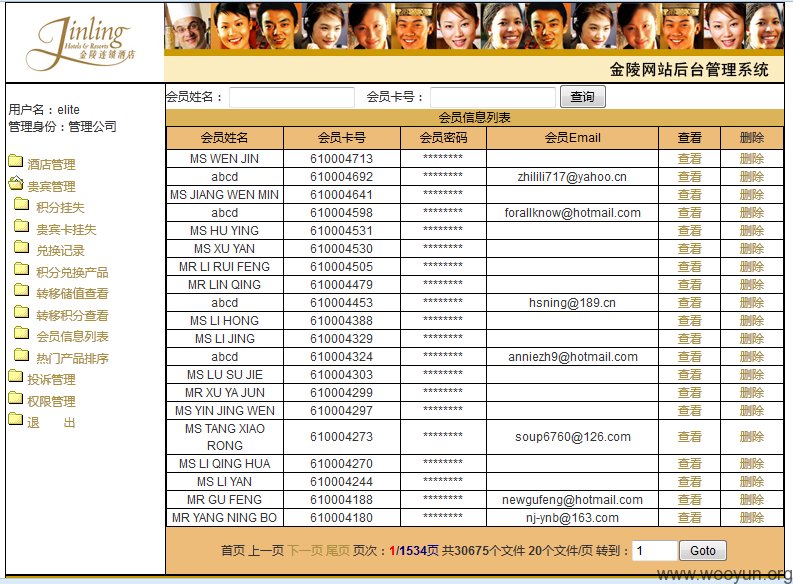 Jinling
Hotels & Resorts
金陵连锁酒店
金陵网站后台管理系统
用户名：elite
管理身份：管理公司
酒店管理
贵宾管理
积分挂失
贵宾卡挂失
兑换记录
积分兑换产品
转移储值查看
转移积分查看
会员信息列表
热门产品排序
投诉管理
权限管理
退 出
会员姓名： 会员卡号： 查询
会员信息列表
会员姓名 会员卡号 会员密码 会员Email 查看 删除
MS WEN JIN 610004713 ******** 查看 删除
abcd 610004692 ******** zhilili717@yahoo.cn 查看 删除
MS JIANG WEN MIN 610004641 ******** 查看 删除
abcd 610004598 ******** forallknow@hotmail.com 查看 删除
MS HU YING 610004531 ******** 查看 删除
MS XU YAN 610004530 ******** 查看 删除
MR LI RUI FENG 610004505 ******** 查看 删除
MR LIN QING 610004479 ******** 查看 删除
abcd 610004453 ******** hsning@189.cn 查看 删除
MS LI HONG 610004388 ******** 查看 删除
MS LI JING 610004329 ******** 查看 删除
abcd 610004324 ******** anniezh9@hotmail.com 查看 删除
MS LU SU JIE 610004303 ******** 查看 删除
MR XU YA JUN 610004299 ******** 查看 删除
MS YIN JING WEN 610004297 ******** 查看 删除
MS TANG XIAO
RONG 610004273 ******** soup6760@126.com 查看 删除
MS LI QING HUA 610004270 ******** 查看 删除
MS LI YAN 610004244 ******** 查看 删除
MR GU FENG 610004188 ******** newgufeng@hotmail.com 查看 删除
MR YANG NING BO 610004180 ******** nj-ynb@163.com 查看 删除
首页 上一页 下一页 尾页 页次：1/1534页 共30675个文件 20个文件/页 转到： 1 Goto
www.wooyun.org